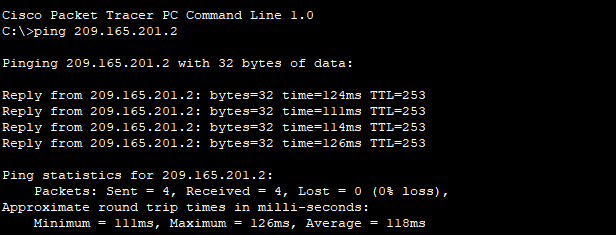 Cisco Packet Tracer PC Command Line 1.0
C:\>ping 209.165.201.2
Pinging 209.165.201.2 with 32 bytes of data:
Reply from 209.165.201.2: bytes=32 time=124ms TTL=253
Reply from 209.165.201.2: bytes=32 time=111ms TTL=253
Reply from 209.165.201.2: bytes=32 time=114ms TTL=253
Reply from 209.165.201.2: bytes=32 time=126ms TTL=253
Ping statistics for 209.165.201.2:
    Packets: Sent = 4, Received = 4, Lost = 0 (0% loss),
Approximate round trip times in milli-seconds:
    Minimum = 111ms, Maximum = 126ms, Average = 118ms